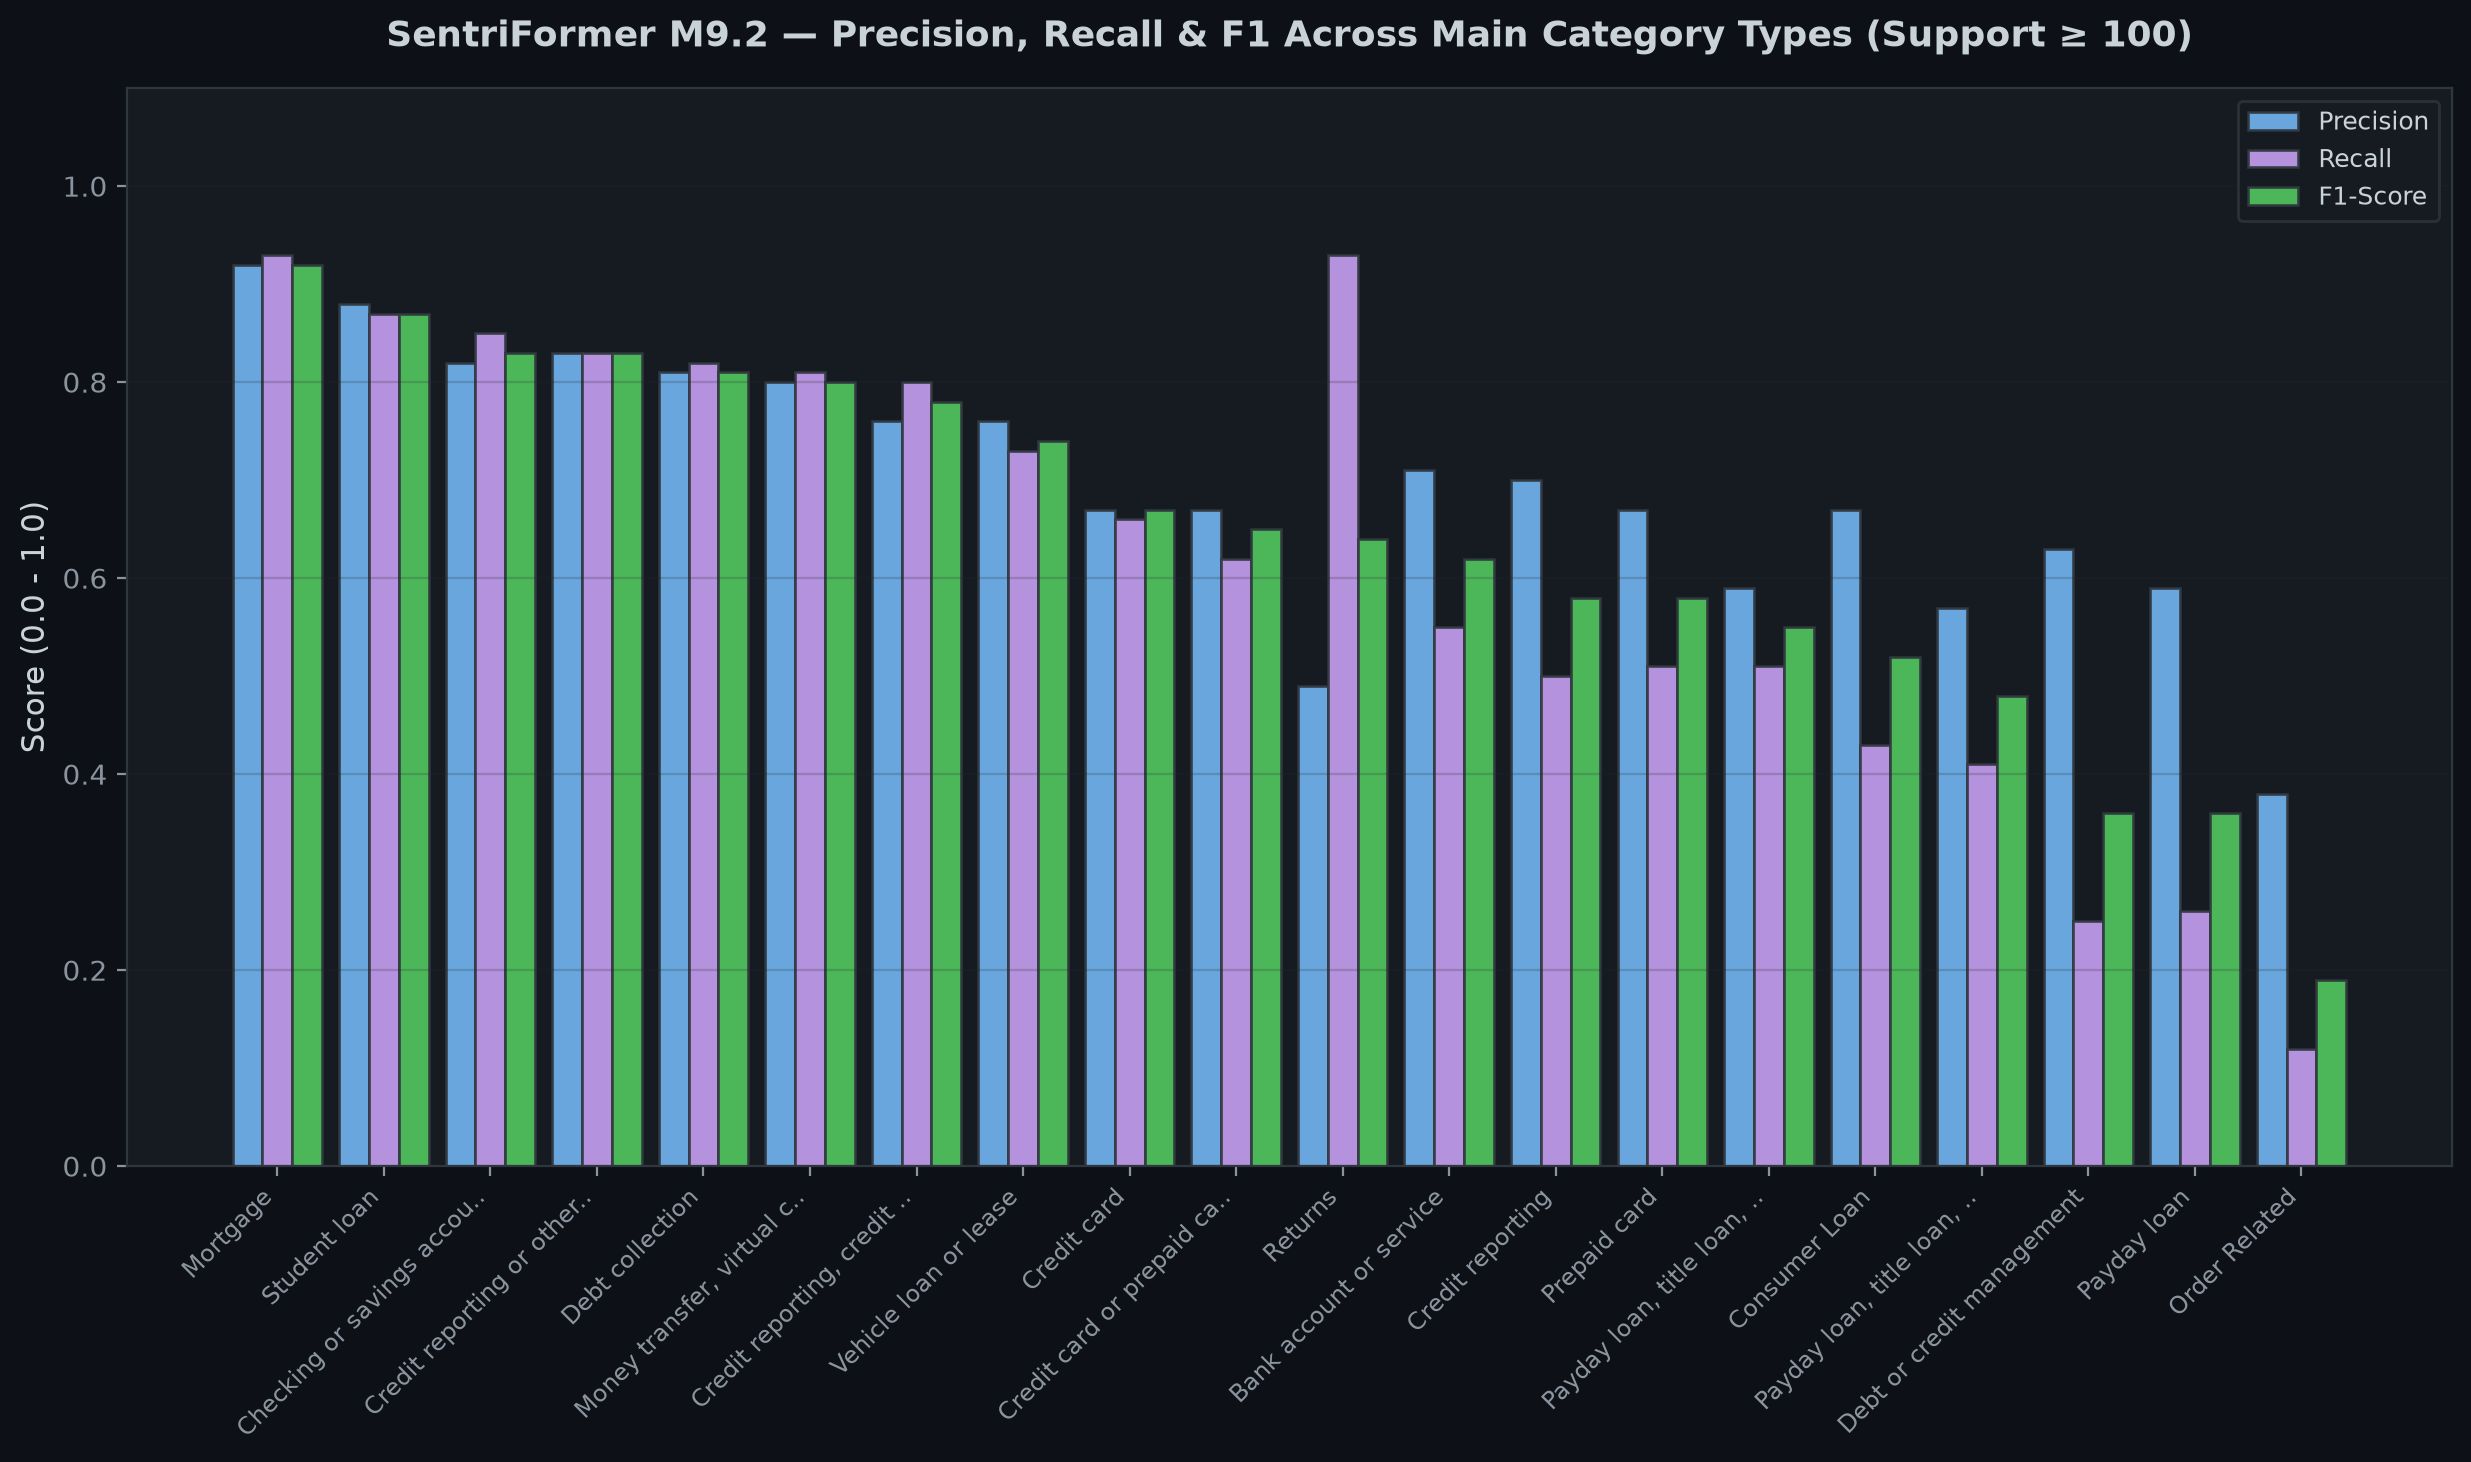 SentriFormer M9.2 — Precision, Recall & F1 Across Main Category Types (Support ≥ 100)
Precision
Recall
F1-Score
Score (0.0 - 1.0)
1.0
0.8
0.6
0.4
0.2
0.0
Mortgage
Student loan
Checking or savings accou..
Credit reporting or other..
Debt collection
Money transfer, virtual c..
Credit reporting, credit ..
Vehicle loan or lease
Credit card
Credit card or prepaid ca..
Returns
Bank account or service
Credit reporting
Prepaid card
Payday loan, title loan, ..
Consumer Loan
Payday loan, title loan, ..
Debt or credit management
Payday loan
Order Related